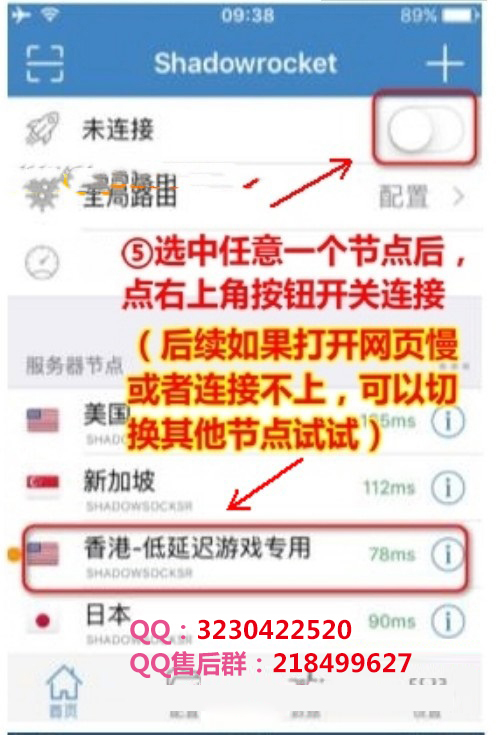 09:38
89%
Shadowrocket
未连接
全局路由
配置
⑤选中任意一个节点后，
点右上角按钮开关连接
（后续如果打开网页慢
或者连接不上，可以切
换其他节点试试）
服务器节点
美国
新加坡
112ms
SHADOWSOCKSR
香港-低延迟游戏专用
78ms
SHADOWSOCKSR
日本
90ms
QQ：3230422520
QQ售后群：218499627
首页